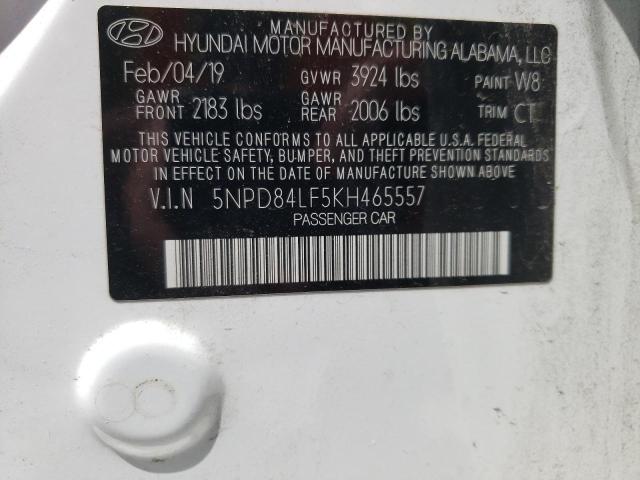 MANUFACTURED BY
HYUNDAI MOTOR MANUFACTURING ALABAMA, LLC
Feb/04/19 GVWR 3924 lbs PAINT W8
GAWR FRONT 2183 lbs GAWR REAR 2006 lbs TRIM CT
THIS VEHICLE CONFORMS TO ALL APPLICABLE U.S.A. FEDERAL
MOTOR VEHICLE SAFETY, BUMPER, AND THEFT PREVENTION
STANDARDS IN EFFECT ON THE DATE OF MANUFACTURE SHOWN ABOVE
V.I.N 5NPD84LF5KH465557
PASSENGER CAR